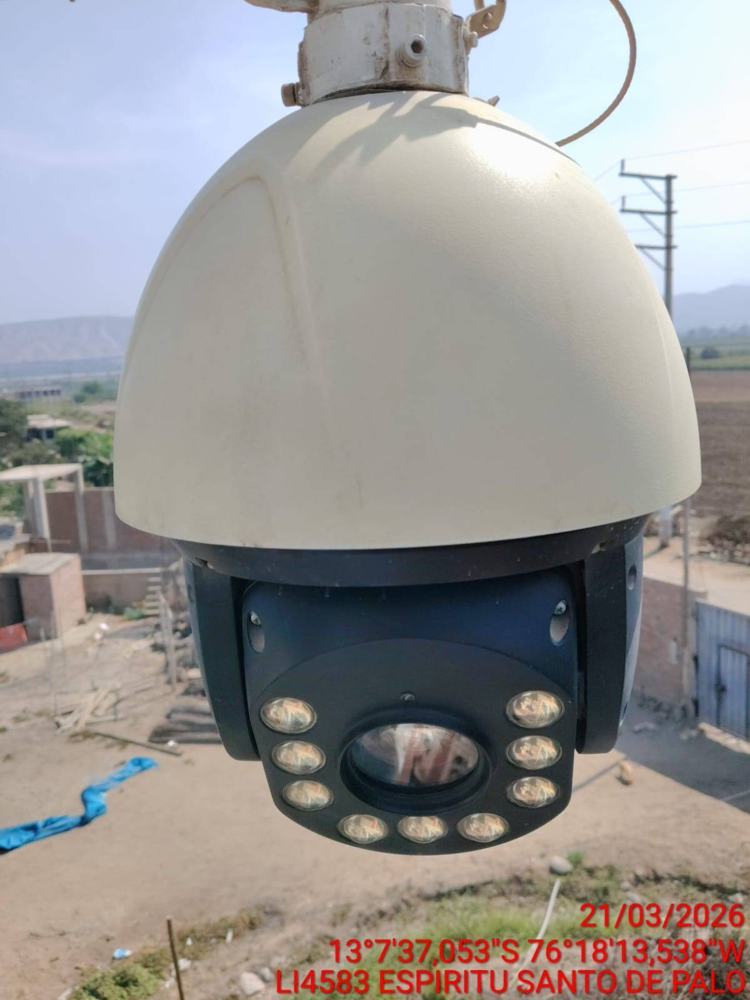 21/03/2026
13°7'37,053"S 76°18'13,538"W
LI4583 ESPIRITU SANTO DE PALO